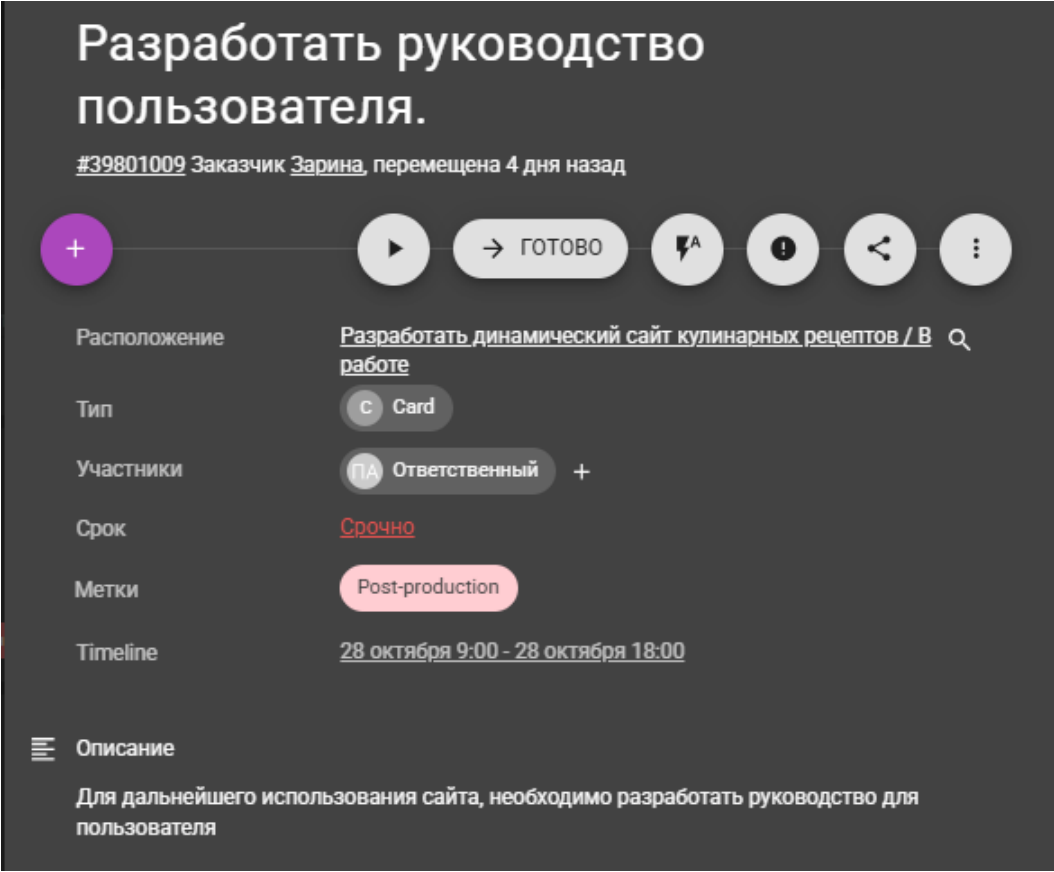 Разработать руководство
пользователя.
#39801009 Заказчик Зарина, перемещена 4 дня назад
ГОТОВО
A
Расположение Разработать динамический сайт кулинарных рецептов / В
работе
Тип C Card
Участники ПА Ответственный
Срок Срочно
Метки Post-production
Timeline 28 октября 9:00 - 28 октября 18:00
Описание
Для дальнейшего использования сайта, необходимо разработать руководство для
пользователя